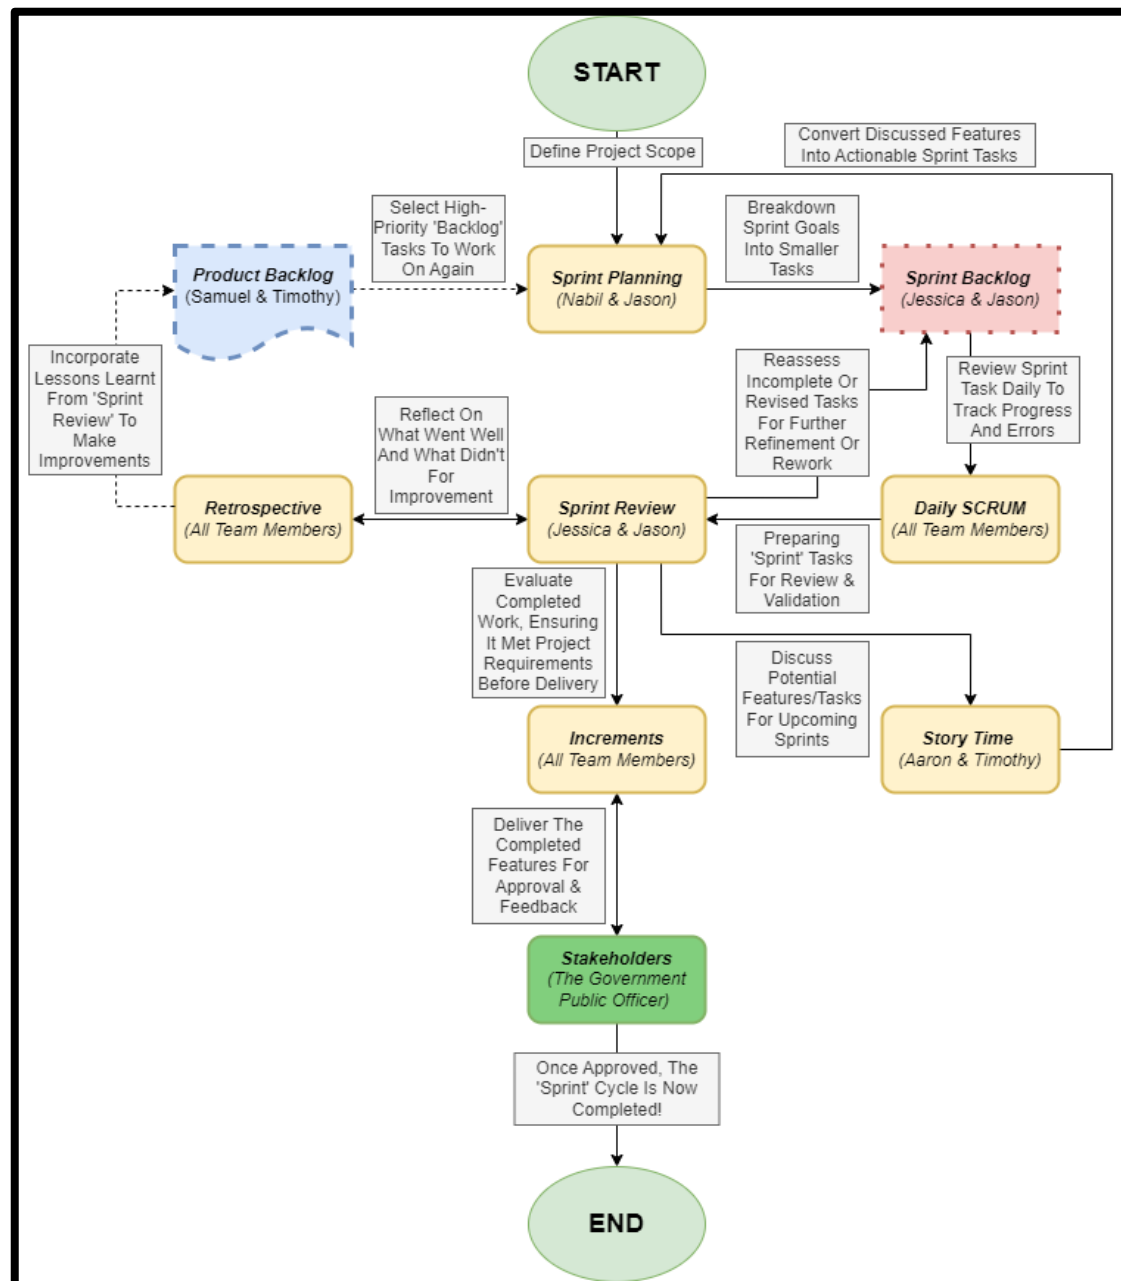 START
Define Project Scope
Convert Discussed Features
Into Actionable Sprint Tasks
Select High-
Priority 'Backlog'
Tasks To Work
On Again
Breakdown
Sprint Goals
Into Smaller
Tasks
Product Backlog
(Samuel & Timothy)
Sprint Planning
(Nabil & Jason)
Sprint Backlog
(Jessica & Jason)
Incorporate
Lessons Learnt
From 'Sprint
Review' To
Make
Improvements
Reflect On
What Went Well
And What Didn't
For
Improvement
Reassess
Incomplete Or
Revised Tasks
For Further
Refinement Or
Rework
Review Sprint
Task Daily To
Track Progress
And Errors
Retrospective
(All Team Members)
Sprint Review
(Jessica & Jason)
Daily SCRUM
(All Team Members)
Preparing
'Sprint' Tasks
For Review &
Validation
Evaluate
Completed
Work, Ensuring
It Met Project
Requirements
Before Delivery
Discuss
Potential
Features/Tasks
For Upcoming
Sprints
Increments
(All Team Members)
Story Time
(Aaron & Timothy)
Deliver The
Completed
Features For
Approval &
Feedback
Stakeholders
(The Government
Public Officer)
Once Approved, The
'Sprint' Cycle Is Now
Completed!
END